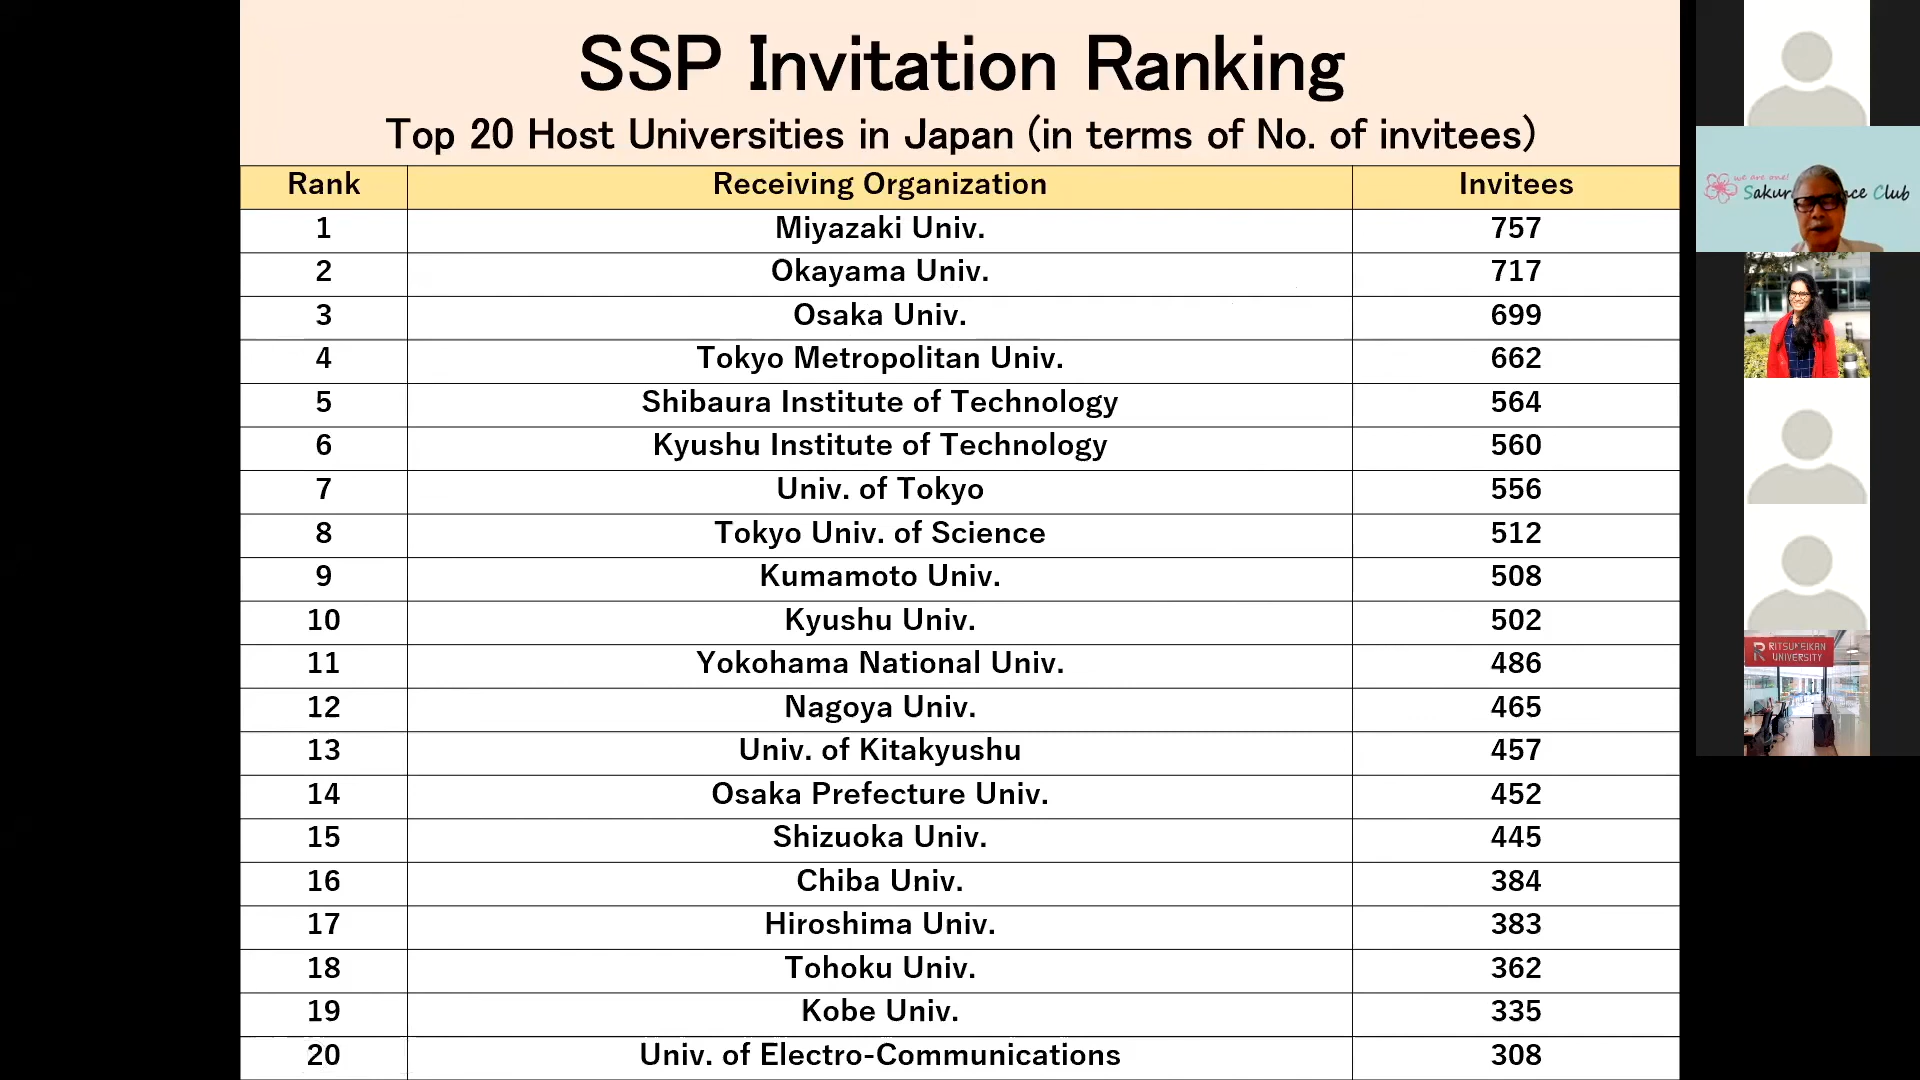 SSP Invitation Ranking
Top 20 Host Universities in Japan (in terms of No. of invitees)
Rank Receiving Organization Invitees
1 Miyazaki Univ. 757
2 Okayama Univ. 717
3 Osaka Univ. 699
4 Tokyo Metropolitan Univ. 662
5 Shibaura Institute of Technology 564
6 Kyushu Institute of Technology 560
7 Univ. of Tokyo 556
8 Tokyo Univ. of Science 512
9 Kumamoto Univ. 508
10 Kyushu Univ. 502
11 Yokohama National Univ. 486
12 Nagoya Univ. 465
13 Univ. of Kitakyushu 457
14 Osaka Prefecture Univ. 452
15 Shizuoka Univ. 445
16 Chiba Univ. 384
17 Hiroshima Univ. 383
18 Tohoku Univ. 362
19 Kobe Univ. 335
20 Univ. of Electro-Communications 308
we are one!
Club
RITSUMEIKAN
UNIVERSITY